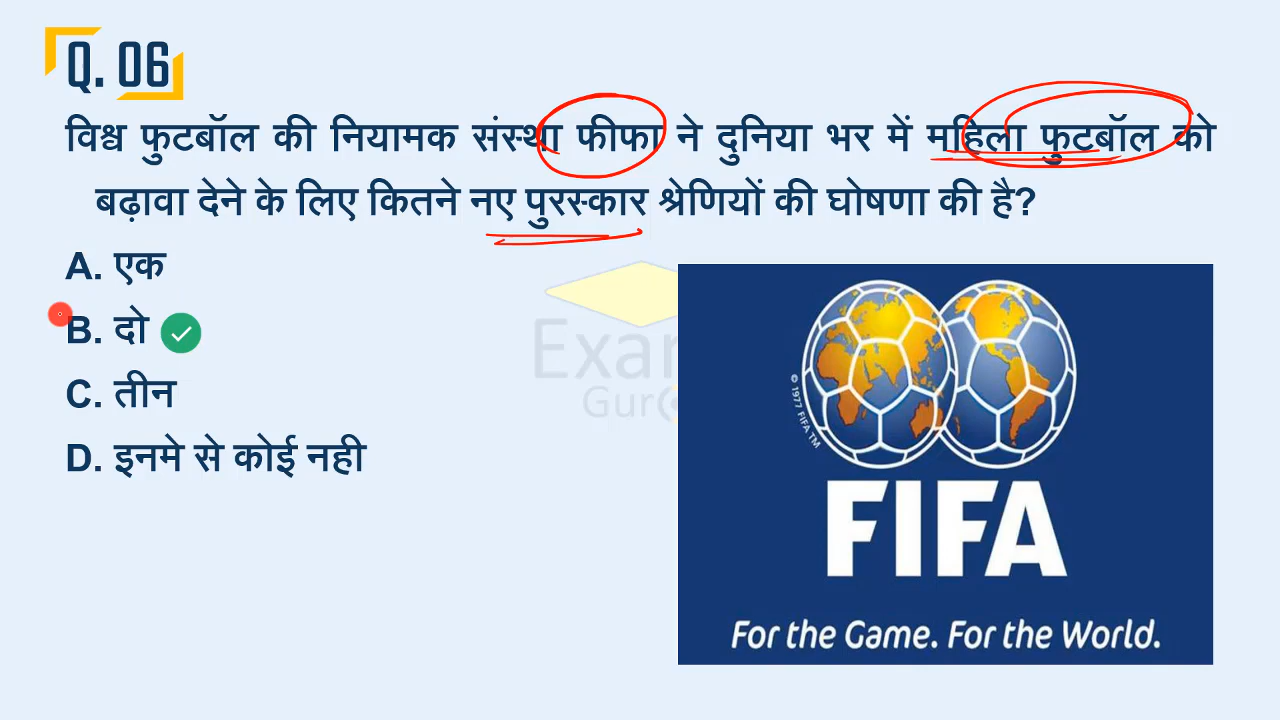 Q. 06
विश्व फुटबॉल की नियामक संस्था फीफा ने दुनिया भर में महिला फुटबॉल को
बढ़ावा देने के लिए कितने नए पुरस्कार श्रेणियों की घोषणा की है?
A. एक
B. दो
C. तीन
D. इनमे से कोई नही
Exam
Gur
© 1977 FIFA TM
FIFA
For the Game. For the World.